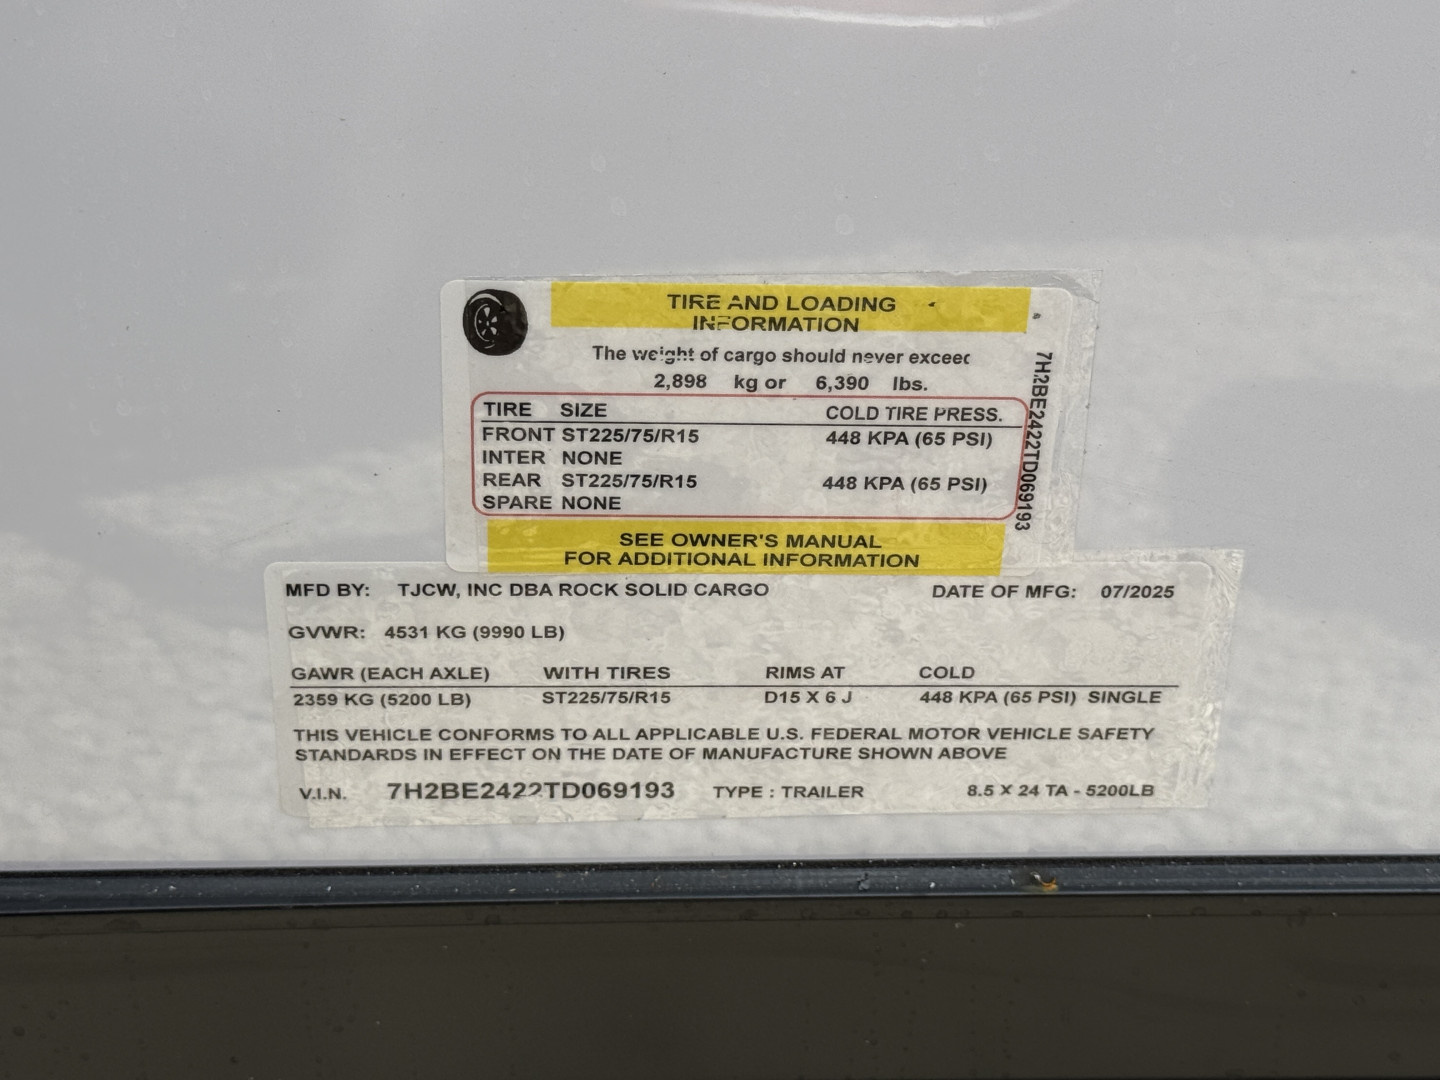 TIRE AND LOADING
INFORMATION
The weight of cargo should never exceed
2,898 kg or 6,390 lbs.
TIRE SIZE COLD TIRE PRESS.
FRONT ST225/75/R15 448 KPA (65 PSI)
INTER NONE
REAR ST225/75/R15 448 KPA (65 PSI)
SPARE NONE
7H2BE2422TD069193
SEE OWNER'S MANUAL
FOR ADDITIONAL INFORMATION
MFD BY: TJCW, INC DBA ROCK SOLID CARGO DATE OF MFG: 07/2025
GVWR: 4531 KG (9990 LB)
GAWR (EACH AXLE) WITH TIRES RIMS AT COLD
2359 KG (5200 LB) ST225/75/R15 D15 X 6 J 448 KPA (65 PSI) SINGLE
THIS VEHICLE CONFORMS TO ALL APPLICABLE U.S. FEDERAL MOTOR VEHICLE SAFETY
STANDARDS IN EFFECT ON THE DATE OF MANUFACTURE SHOWN ABOVE
V.I.N. 7H2BE2422TD069193 TYPE : TRAILER 8.5 X 24 TA - 5200LB